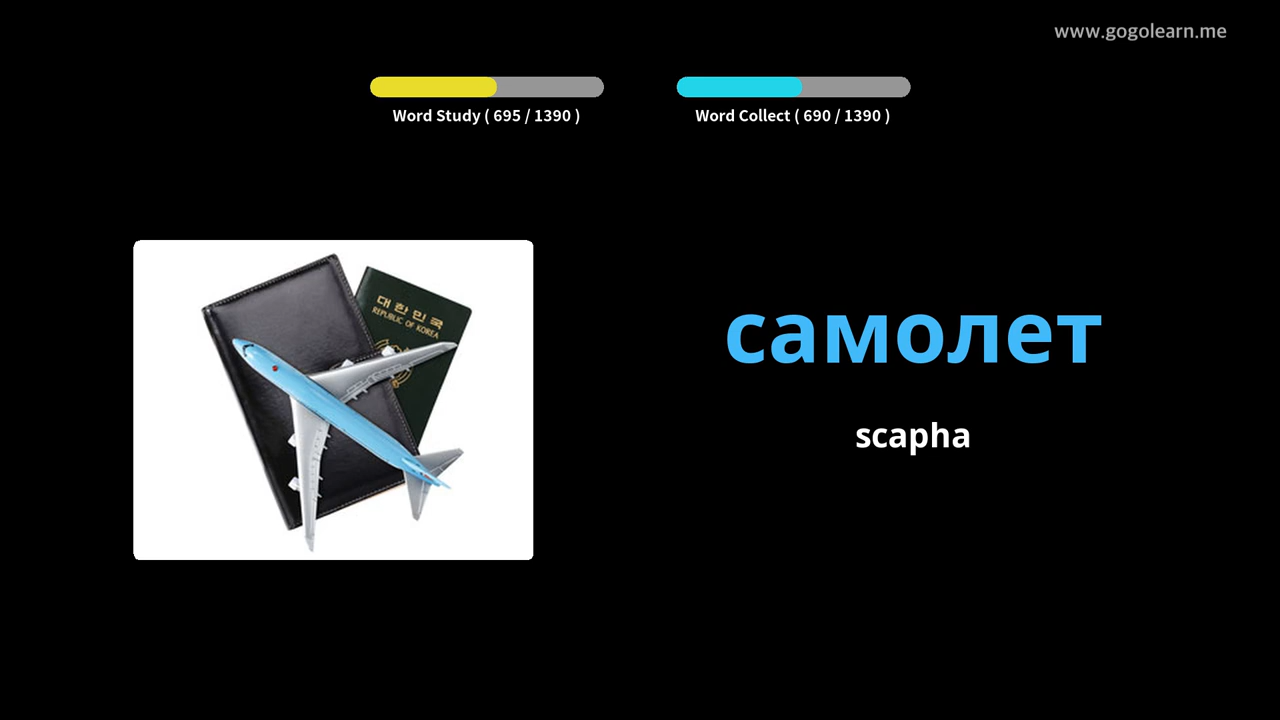 www.gogolearn.me
Word Study ( 695 / 1390 )
Word Collect ( 690 / 1390 )
대한민국
REPUBLIC OF KOREA
самолет
scapha